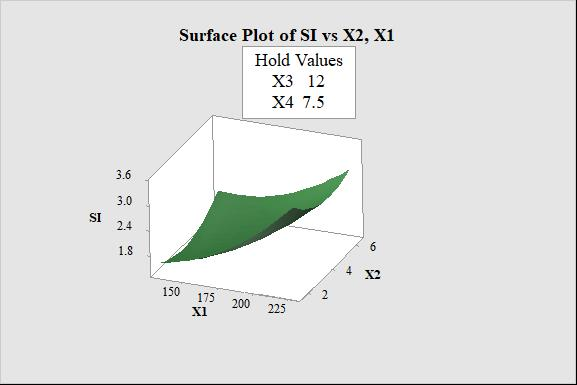 Surface Plot of SI vs X2, X1
Hold Values
X3 12
X4 7.5
3.6
3.0
2.4
1.8
SI
150
175
200
225
X1
2
4
6
X2